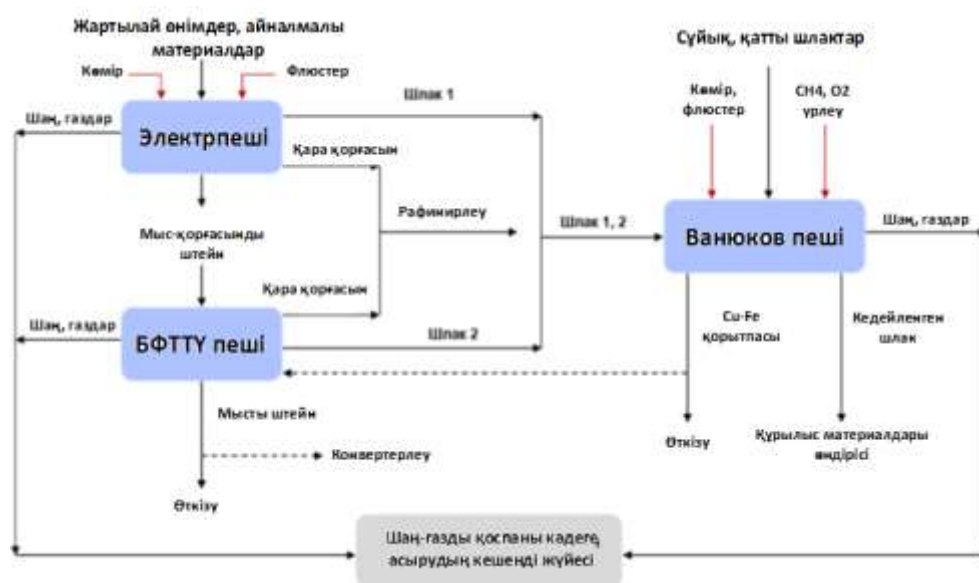 Жартылай өнімдер, айналмалы
материалдар
Көмір
Флюстер
Шаң, газдар
Электрпеші
Шлак 1
Қара қорғасын
Рафинирлеу
Мыс-қорғасынды
штейн
Қара қорғасын
Шаң, газдар
БФТТҮ пеші
Шлак 2
Мысты штейн
Конвертерлеу
Өткізу
Шлак 1, 2
Сұйық, қатты шлактар
Көмір,
флюстер
CH4, O2
үрлеу
Ванюков пеші
Шаң, газдар
Cu-Fe
қорытпасы
Кедейленген
шлак
Өткізу
Құрылыс материалдары
өндірісі
Шаң-газды қоспаны кәдеге
асырудың кешенді жүйесі